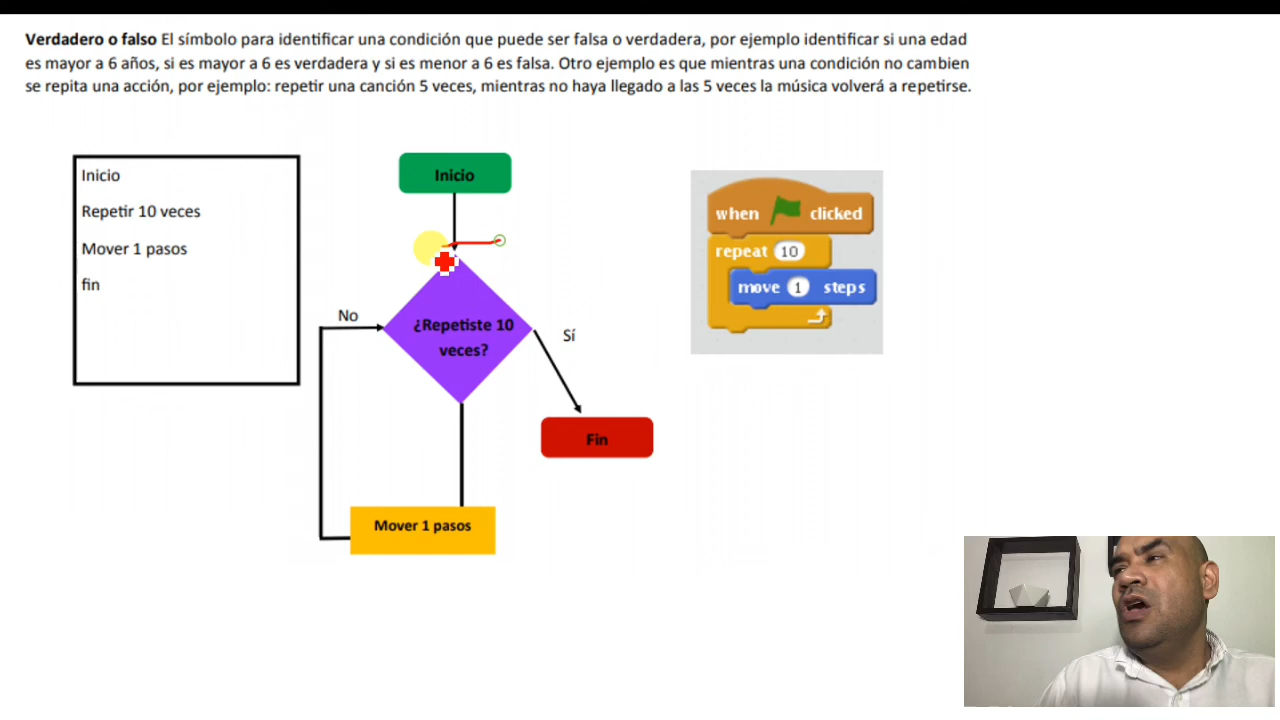 Verdadero o falso El símbolo para identificar una condición que puede ser falsa o verdadera, por ejemplo identificar si una edad
es mayor a 6 años, si es mayor a 6 es verdadera y si es menor a 6 es falsa. Otro ejemplo es que mientras una condición no cambien
se repita una acción, por ejemplo: repetir una canción 5 veces, mientras no haya llegado a las 5 veces la música volverá a repetirse.
Inicio
Repetir 10 veces
Mover 1 pasos
fin
Inicio
No
¿Repetiste 10
veces?
Sí
Fin
Mover 1 pasos
when clicked
repeat 10
move 1 steps